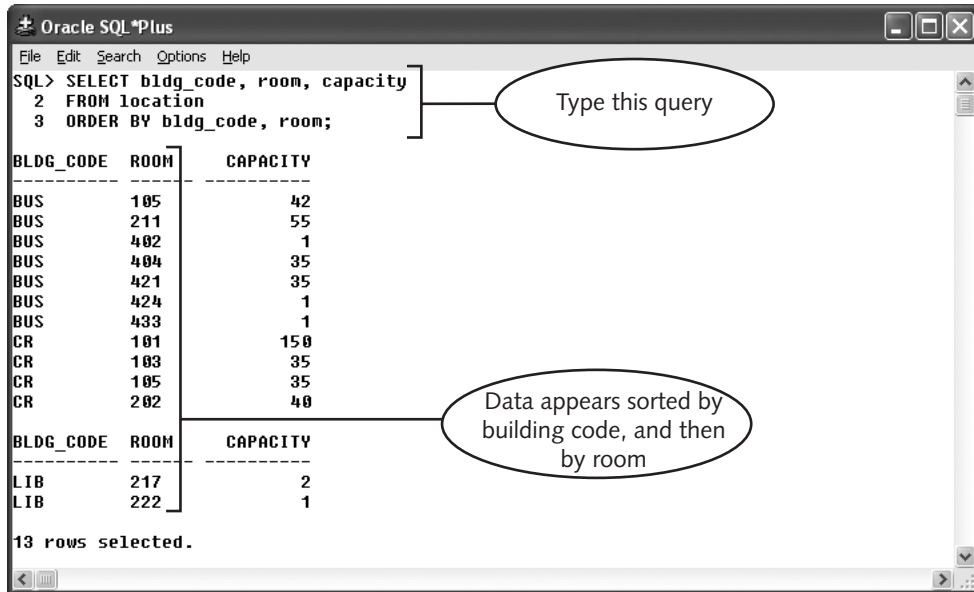 Oracle SQL*Plus
File Edit Search Options Help
SQL> SELECT bldg_code, room, capacity
  2  FROM location
  3  ORDER BY bldg_code, room;
Type this query
BLDG_CODE  ROOM     CAPACITY
---------- ------ ----------
BUS        105            42
BUS        211            55
BUS        402             1
BUS        404            35
BUS        421            35
BUS        424             1
BUS        433             1
CR         101           150
CR         103            35
CR         105            35
CR         202            40
Data appears sorted by
building code, and then
by room
BLDG_CODE  ROOM     CAPACITY
---------- ------ ----------
LIB        217             2
LIB        222             1
13 rows selected.